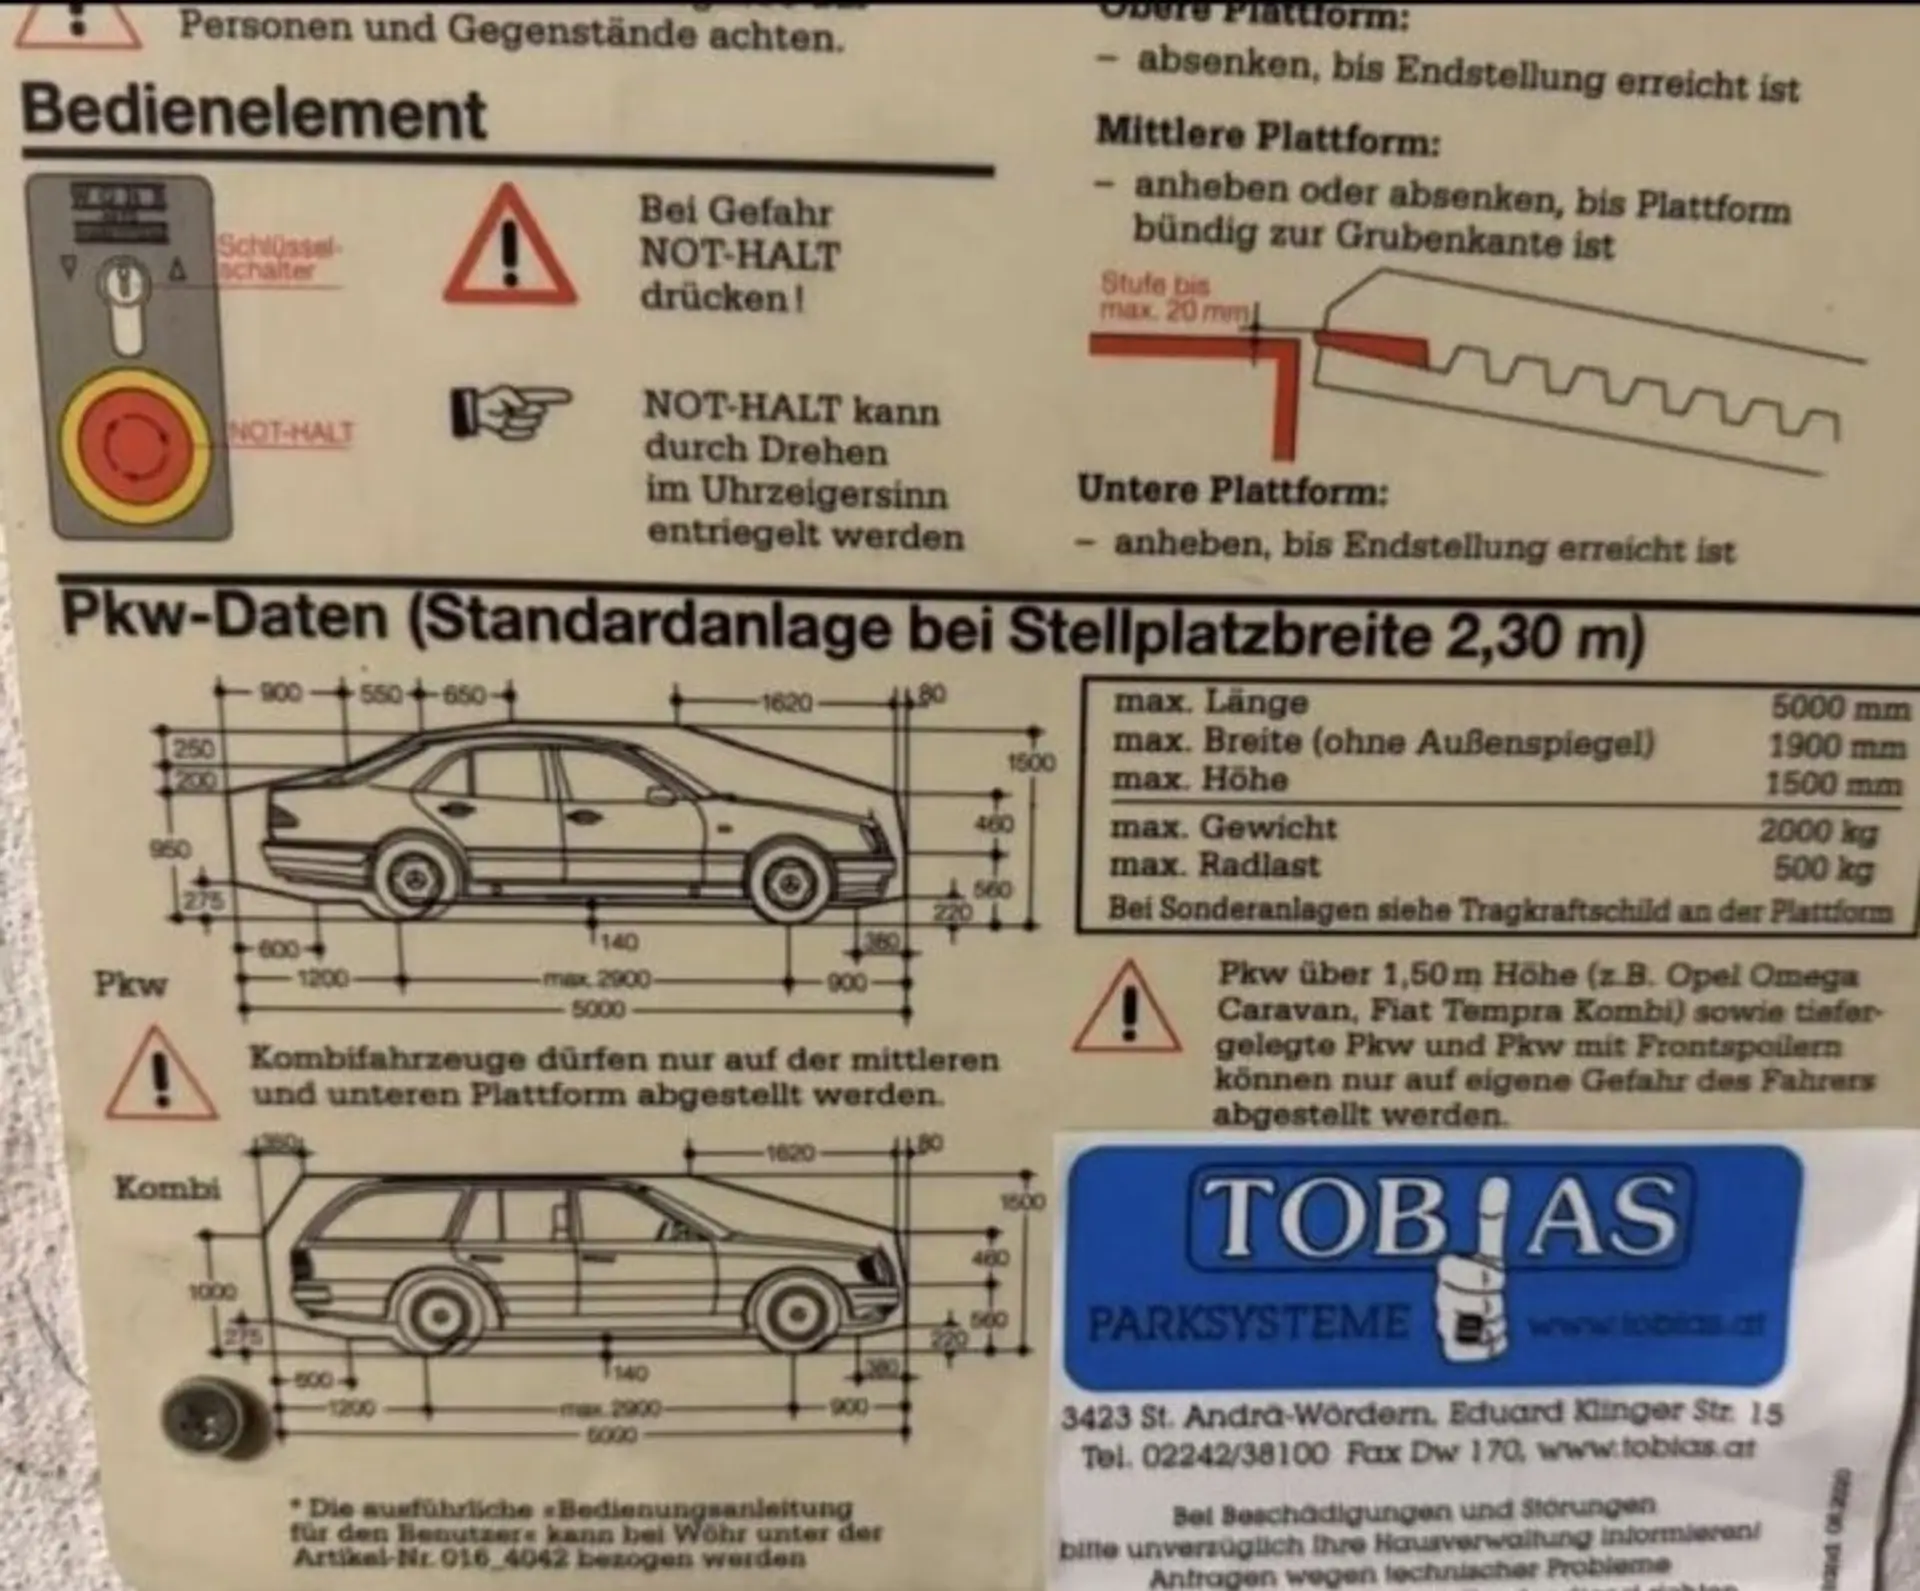 Personen und Gegenstände achten.
Bedienelement
Schlüssel-
schalter
NOT-HALT
Bei Gefahr
NOT-HALT
drücken!
NOT-HALT kann
durch Drehen
im Uhrzeigersinn
entriegelt werden
Obere Plattform:
– absenken, bis Endstellung erreicht ist
Mittlere Plattform:
– anheben oder absenken, bis Plattform
bündig zur Grubenkante ist
Stufe bis
max. 20 mm
Untere Plattform:
– anheben, bis Endstellung erreicht ist
Pkw-Daten (Standardanlage bei Stellplatzbreite 2,30 m)
900 550 650 1620 80
250
200
950
275
1500
460
560
220
600 140 380
1200 max. 2900 900
5000
Pkw
max. Länge 5000 mm
max. Breite (ohne Außenspiegel) 1900 mm
max. Höhe 1500 mm
max. Gewicht 2000 kg
max. Radlast 500 kg
Bei Sonderanlagen siehe Tragkraftschild an der Plattform
Kombifahrzeuge dürfen nur auf der mittleren
und unteren Plattform abgestellt werden.
Pkw über 1,50 m Höhe (z.B. Opel Omega
Caravan, Fiat Tempra Kombi) sowie tiefer-
gelegte Pkw und Pkw mit Frontspoilern
können nur auf eigene Gefahr des Fahrers
abgestellt werden.
Kombi
1620 80
1000
275
1500
460
560
220
600 140 380
1200 max. 2900 900
5000
* Die ausführliche «Bedienungsanleitung
für den Benutzer« kann bei Wöhr unter der
Artikel-Nr. 016_4042 bezogen werden
TOBIAS
PARKSYSTEME www.tobias.at
3423 St. Andrä-Wördern, Eduard Klinger Str. 15
Tel. 02242/38100 Fax Dw 170, www.tobias.at
Bei Beschädigungen und Störungen
bitte unverzüglich Ihre Hausverwaltung informieren!
Anfragen wegen technischer Probleme